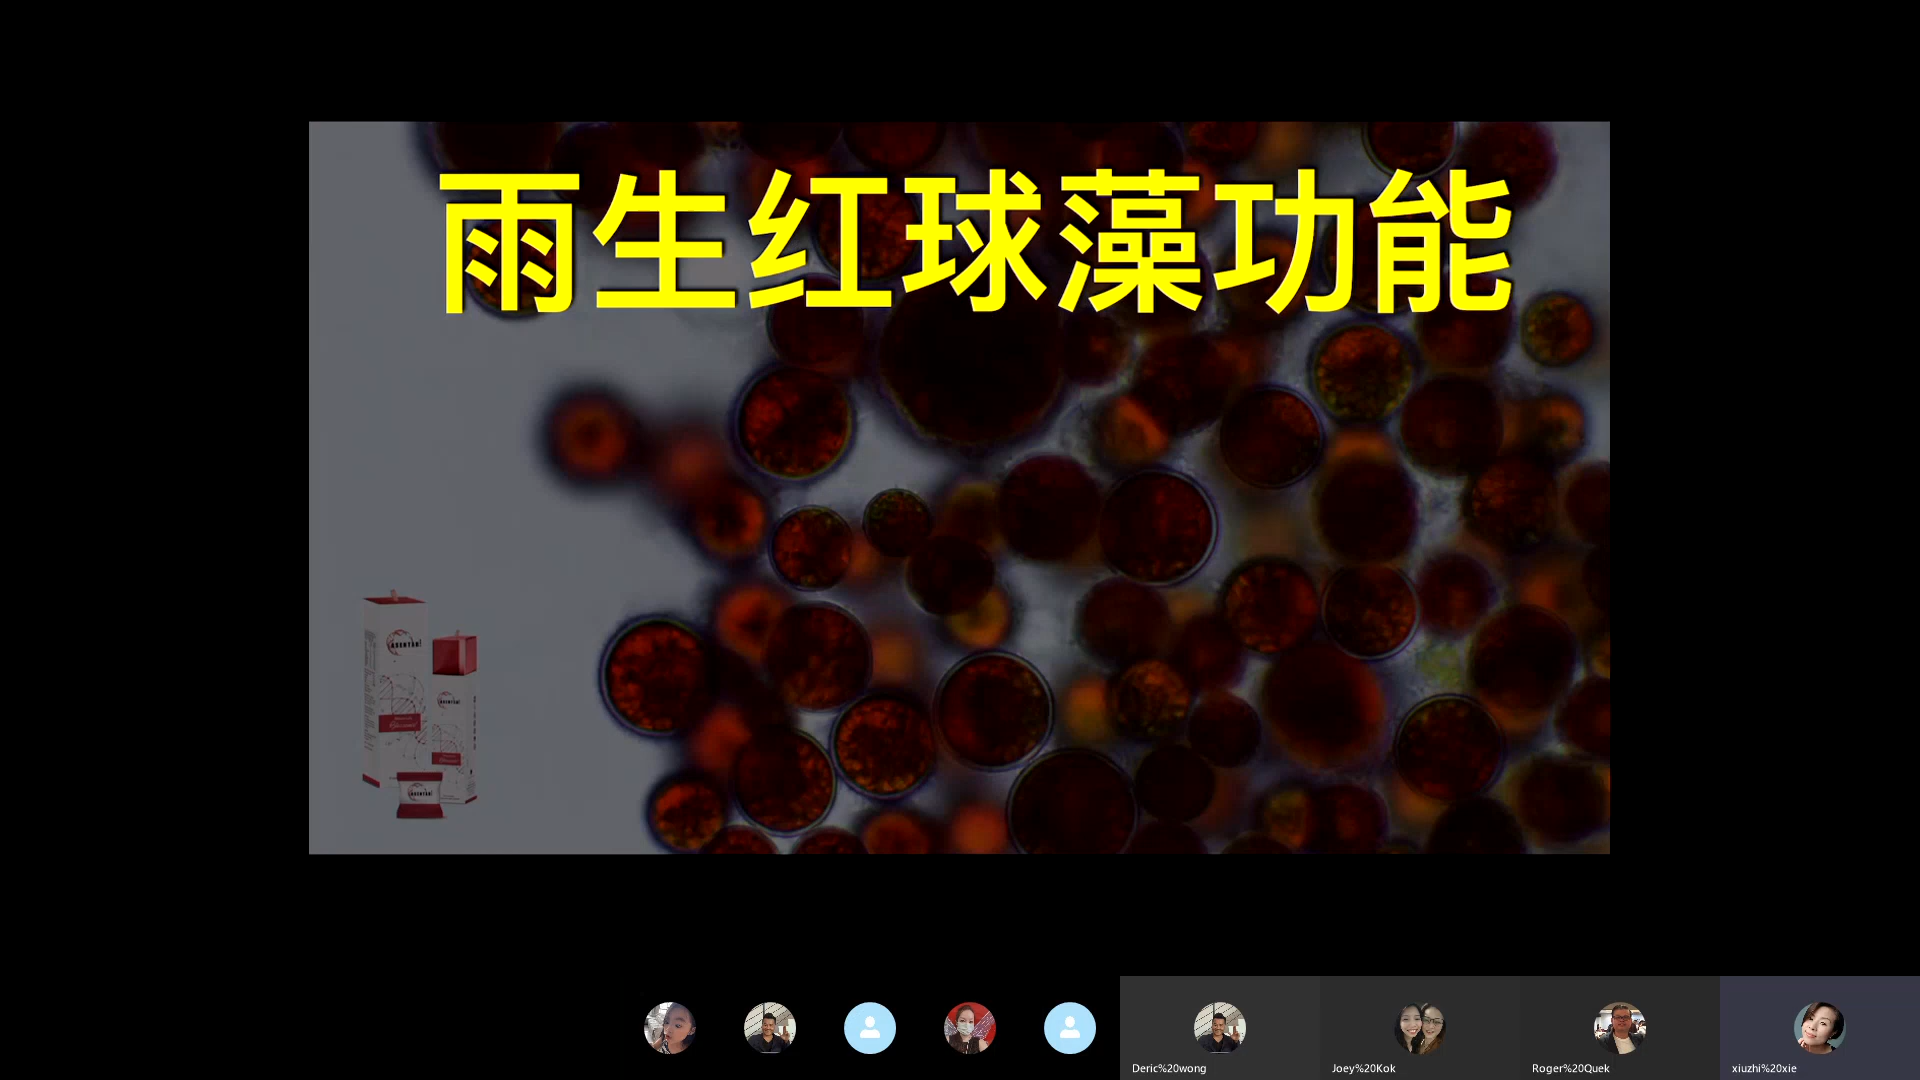 雨生红球藻功能
Deric%20wong
Joey%20Kok
Roger%20Quek
xiuzhi%20xie